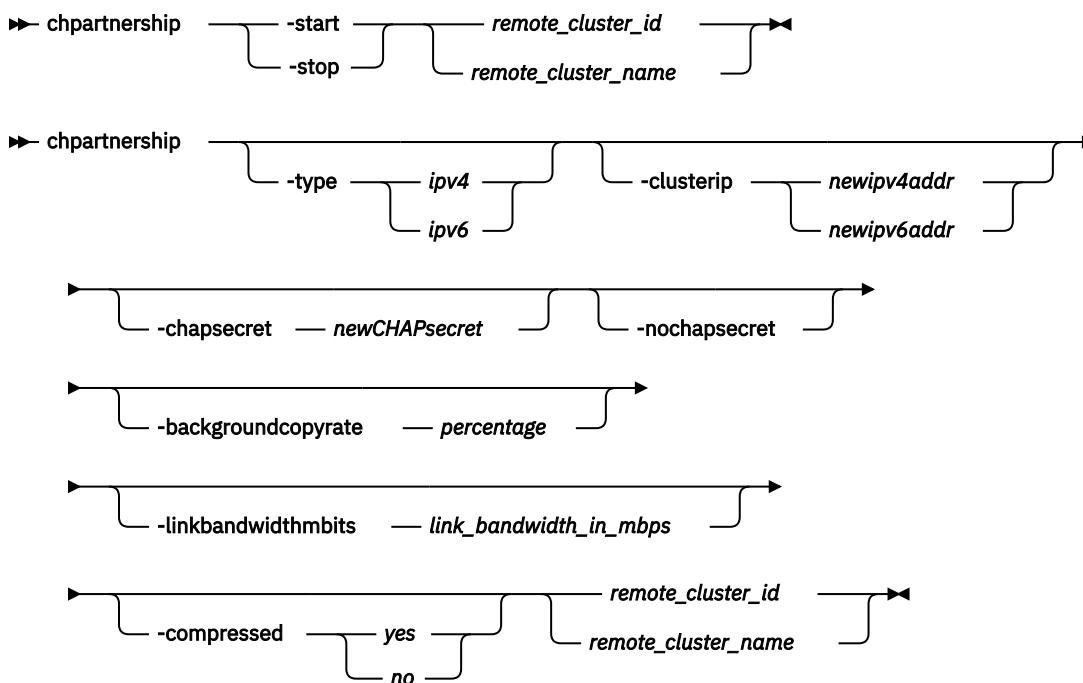 chpartnership -start remote_cluster_id
-stop remote_cluster_name
chpartnership
-type ipv4 -clusterip newipv4addr
ipv6 newipv6addr
-chapsecret newCHAPsecret -nochapsecret
-backgroundcopyrate percentage
-linkbandwidthmbits link_bandwidth_in_mbps
remote_cluster_id
-compressed yes remote_cluster_name
no